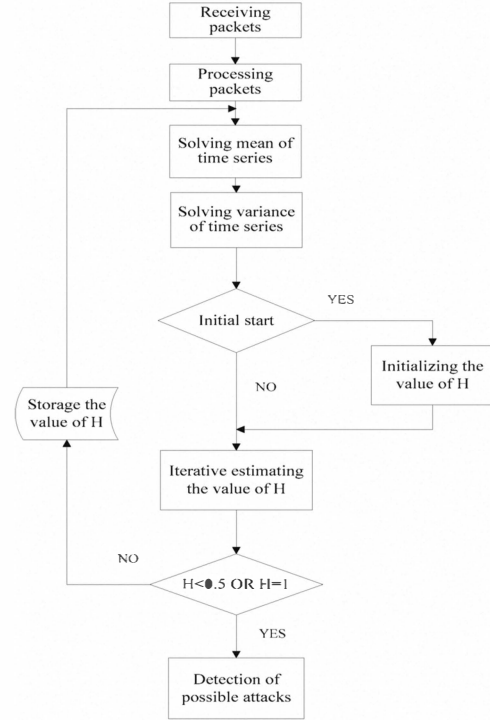 Receiving
packets
Processing
packets
Solving mean of
time series
Solving variance
of time series
YES
Initial start
Initializing the
value of H
NO
Storage the
value of H
Iterative estimating
the value of H
NO
H<0.5 OR H=1
YES
Detection of
possible attacks